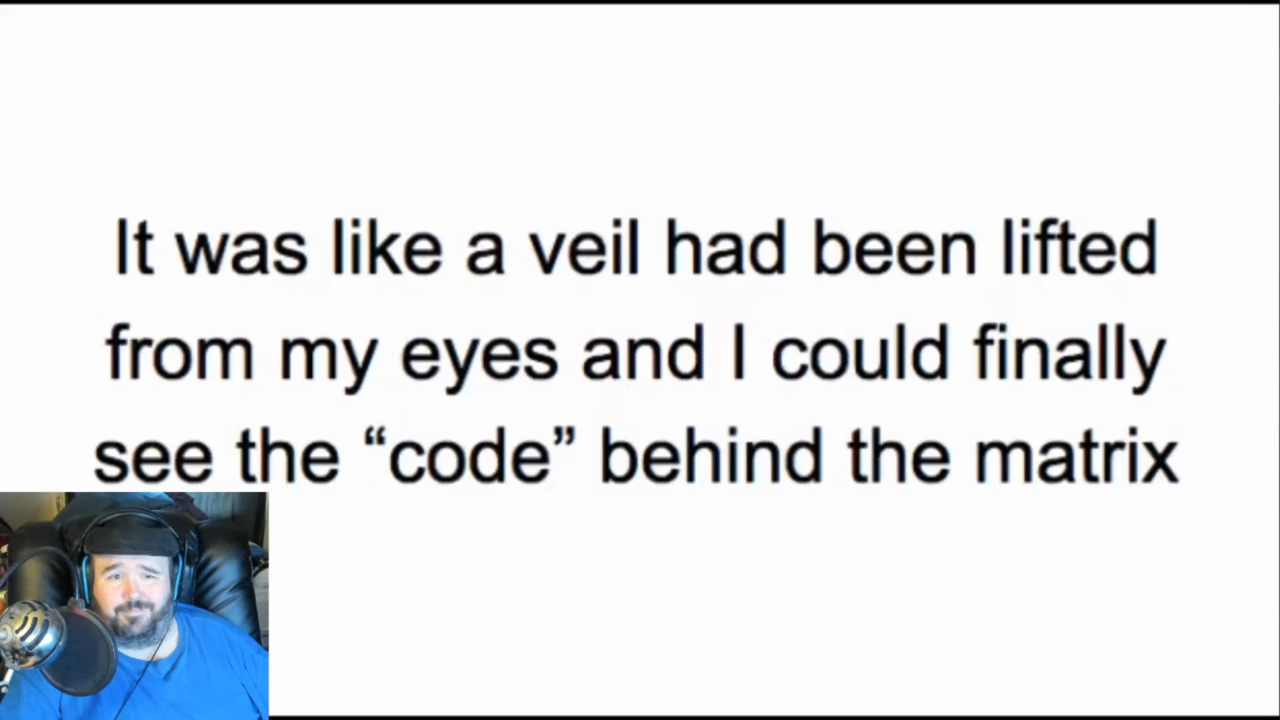 It was like a veil had been lifted
from my eyes and I could finally
see the “code” behind the matrix